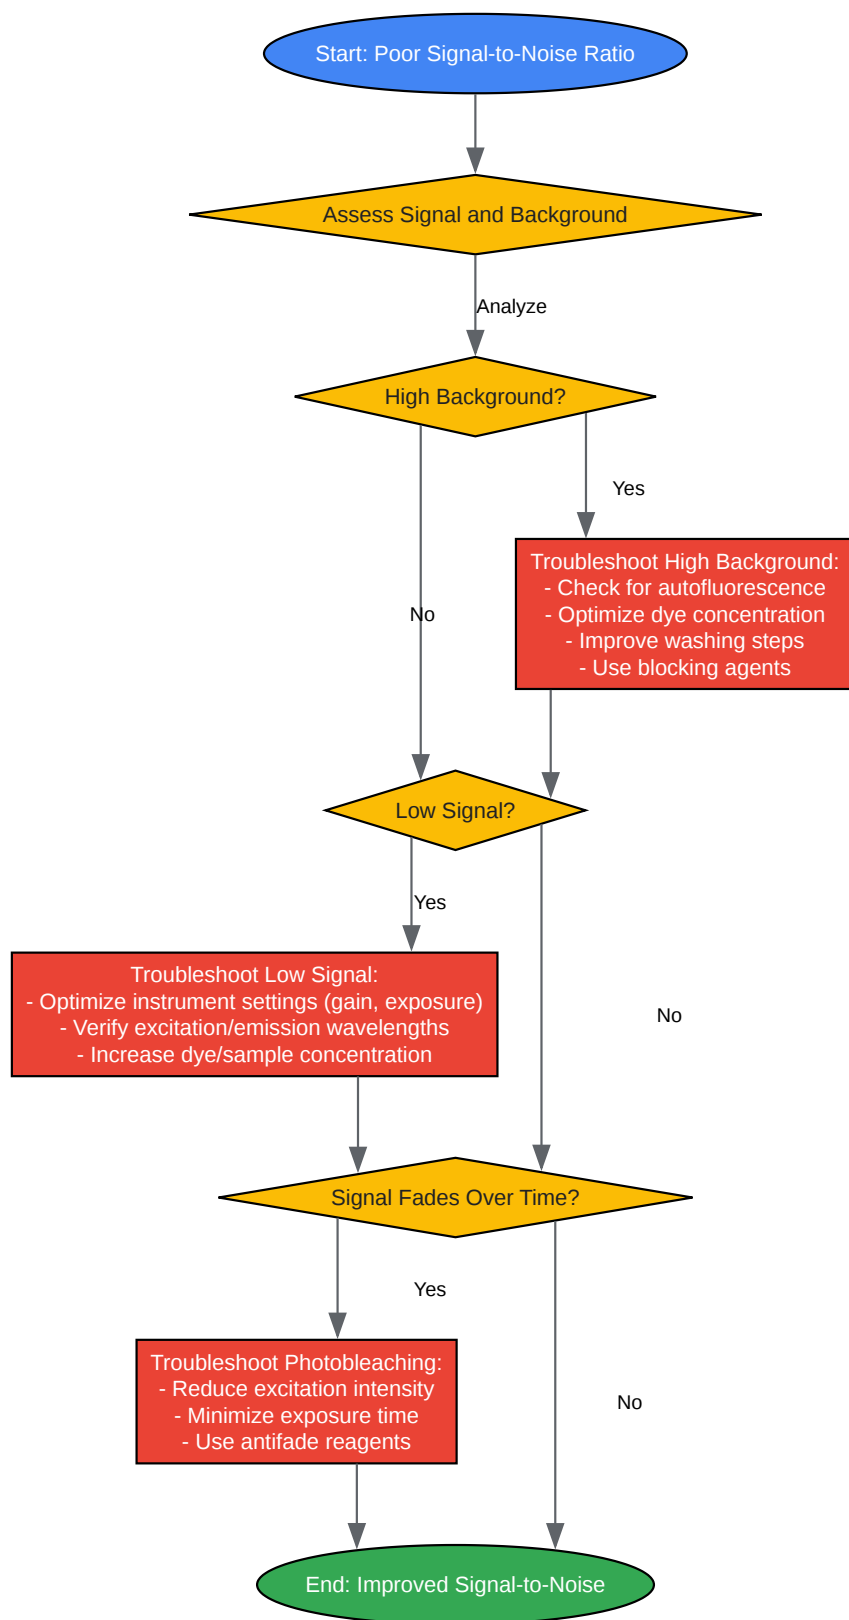 Start: Poor Signal-to-Noise Ratio
Assess Signal and Background
Analyze
High Background?
Yes
Troubleshoot High Background:
- Check for autofluorescence
- Optimize dye concentration
- Improve washing steps
- Use blocking agents
No
Low Signal?
Yes
Troubleshoot Low Signal:
- Optimize instrument settings (gain, exposure)
- Verify excitation/emission wavelengths
- Increase dye/sample concentration
No
Signal Fades Over Time?
Yes
Troubleshoot Photobleaching:
- Reduce excitation intensity
- Minimize exposure time
- Use antifade reagents
No
End: Improved Signal-to-Noise